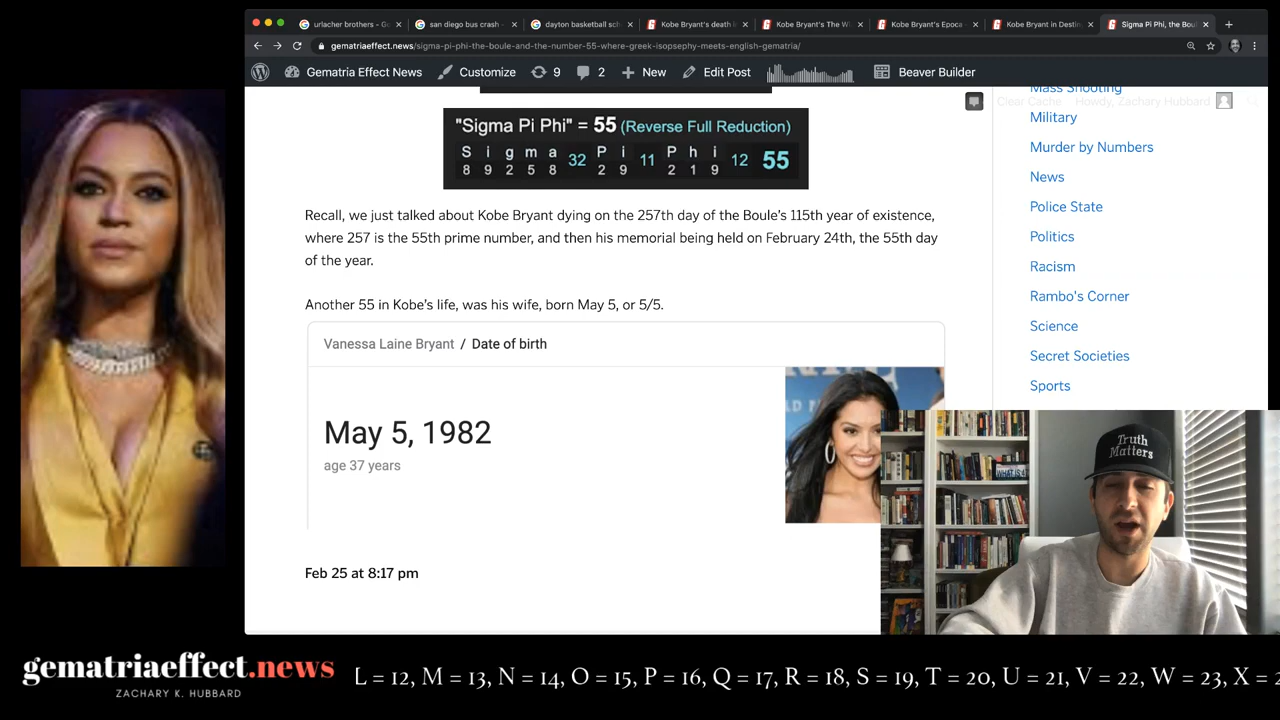 urlacher brothers - Go
san diego bus crash -
dayton basketball sch
Kobe Bryant's death
Kobe Bryant's The Wi
Kobe Bryant's Epoca
Kobe Bryant in Destin
Sigma Pi Phi, the Boul
gematriaeffect.news/sigma-pi-phi-the-boule-and-the-number-55-where-greek-isopsephy-meets-english-gematria/
Gematria Effect News
Customize
9
2
New
Edit Post
Beaver Builder
Clear Cache
Howdy, Zachary Hubbard
Mass Shooting
Military
Murder by Numbers
News
Police State
Politics
Racism
Rambo's Corner
Science
Secret Societies
Sports
"Sigma Pi Phi" = 55 (Reverse Full Reduction)
S i g m a 32 P i 11 P h i 12 55
8 9 2 5 8 2 9 2 1 9
Recall, we just talked about Kobe Bryant dying on the 257th day of the Boule's 115th year of existence,
where 257 is the 55th prime number, and then his memorial being held on February 24th, the 55th day
of the year.
Another 55 in Kobe's life, was his wife, born May 5, or 5/5.
Vanessa Laine Bryant / Date of birth
May 5, 1982
age 37 years
Feb 25 at 8:17 pm
Truth
Matters
gematriaeffect.news
ZACHARY K. HUBBARD
L = 12, M = 13, N = 14, O = 15, P = 16, Q = 17, R = 18, S = 19, T = 20, U = 21, V = 22, W = 23, X = 2